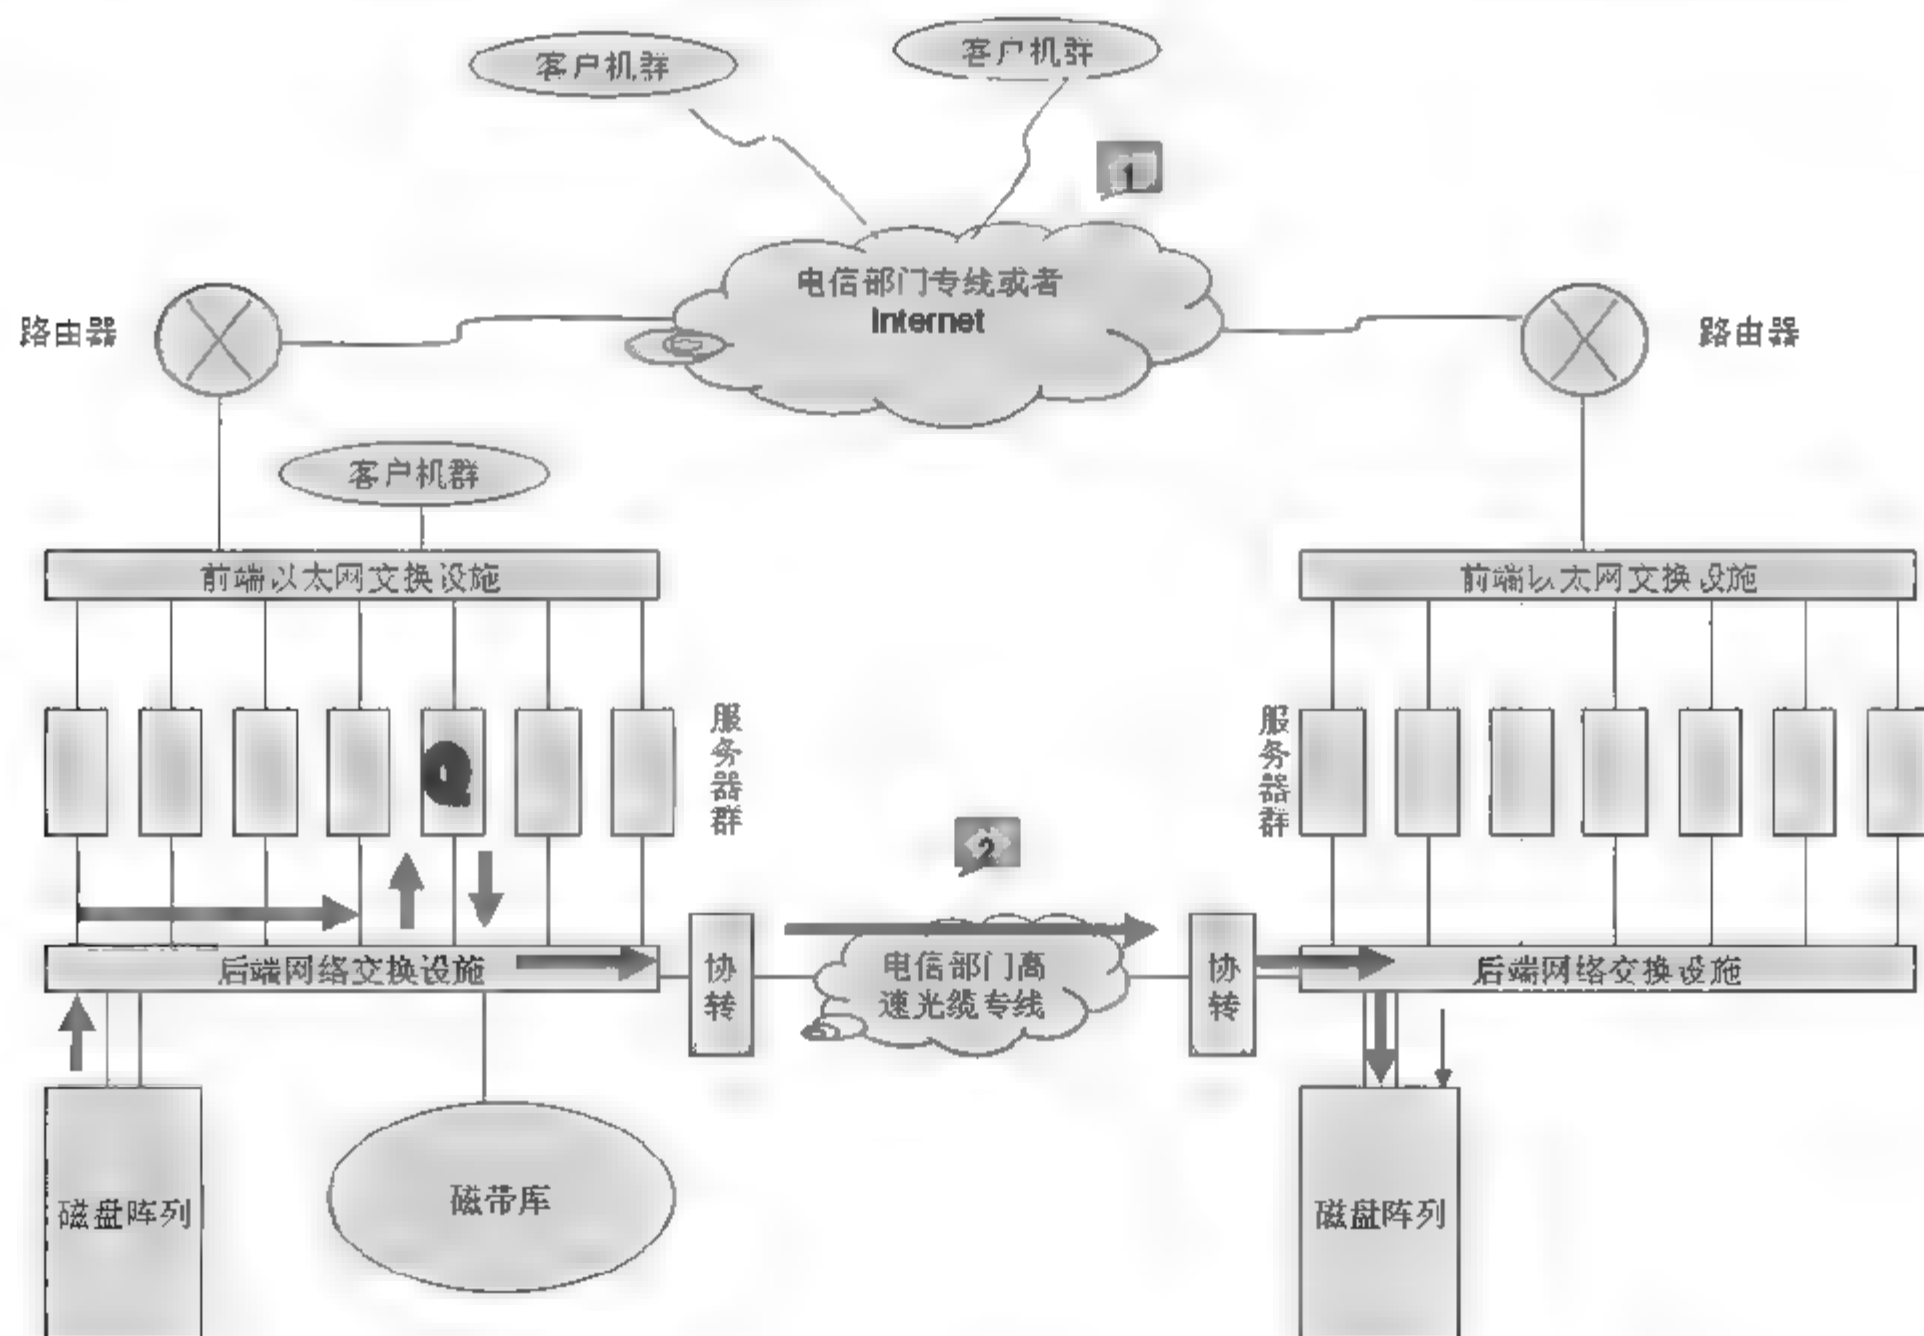 客户机群
客户机群
1
电信部门专线或者
Internet
路由器
路由器
客户机群
前端以太网交换设施
前端以太网交换设施
服务器群
服务器群
2
后端网络交换设施
协转
电信部门高
速光缆专线
协转
后端网络交换设施
磁盘阵列
磁带库
磁盘阵列